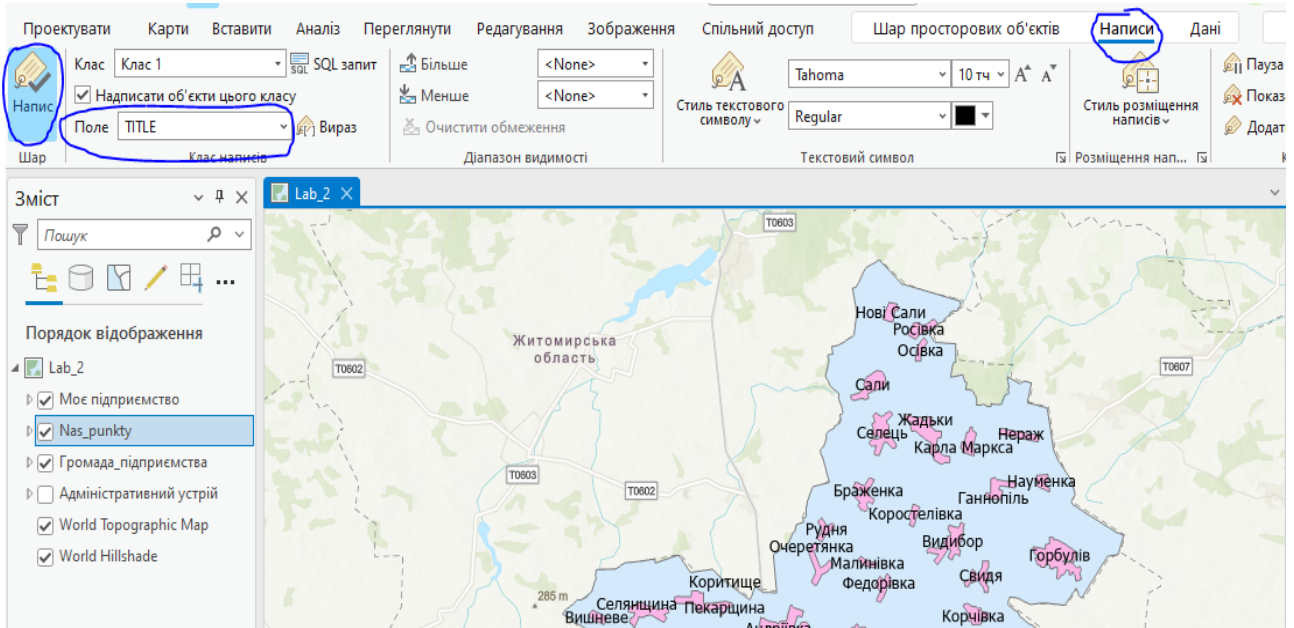 Проектувати Карти Вставити Аналіз Переглянути Редагування Зображення Спільний доступ Шар просторових об'єктів Написи Дані
Напис
Шар
Клас Клас 1 SQL SQL запит
Надписати об'єкти цього класу
Поле TITLE Вираз
Клас написів
Більше <None>
Менше <None>
Очистити обмеження
Діапазон видимості
Стиль текстового
символу
Tahoma 10 тч
Regular
Текстовий символ
Стиль розміщення
написів
Розміщення нап...
Пауза
Показ
Додат
Зміст
Пошук
Порядок відображення
Lab_2
Моє підприємство
Nas_punkty
Громада_підприємства
Адміністративний устрій
World Topographic Map
World Hillshade
Lab_2
T0603
Житомирська
область
T0602
T0607
T0603
T0602
285 m
Нові Сали
Росівка
Осівка
Сали
Жадьки
Селець
Карла Маркса
Нераж
Науменка
Браженка
Ганнопіль
Коростелівка
Рудня
Очеретянка
Видибор
Малинівка
Горбулів
Федорівка
Свидя
Коритище
Селянщина
Пекарщина
Вишневе
Корчівка
Андріївка